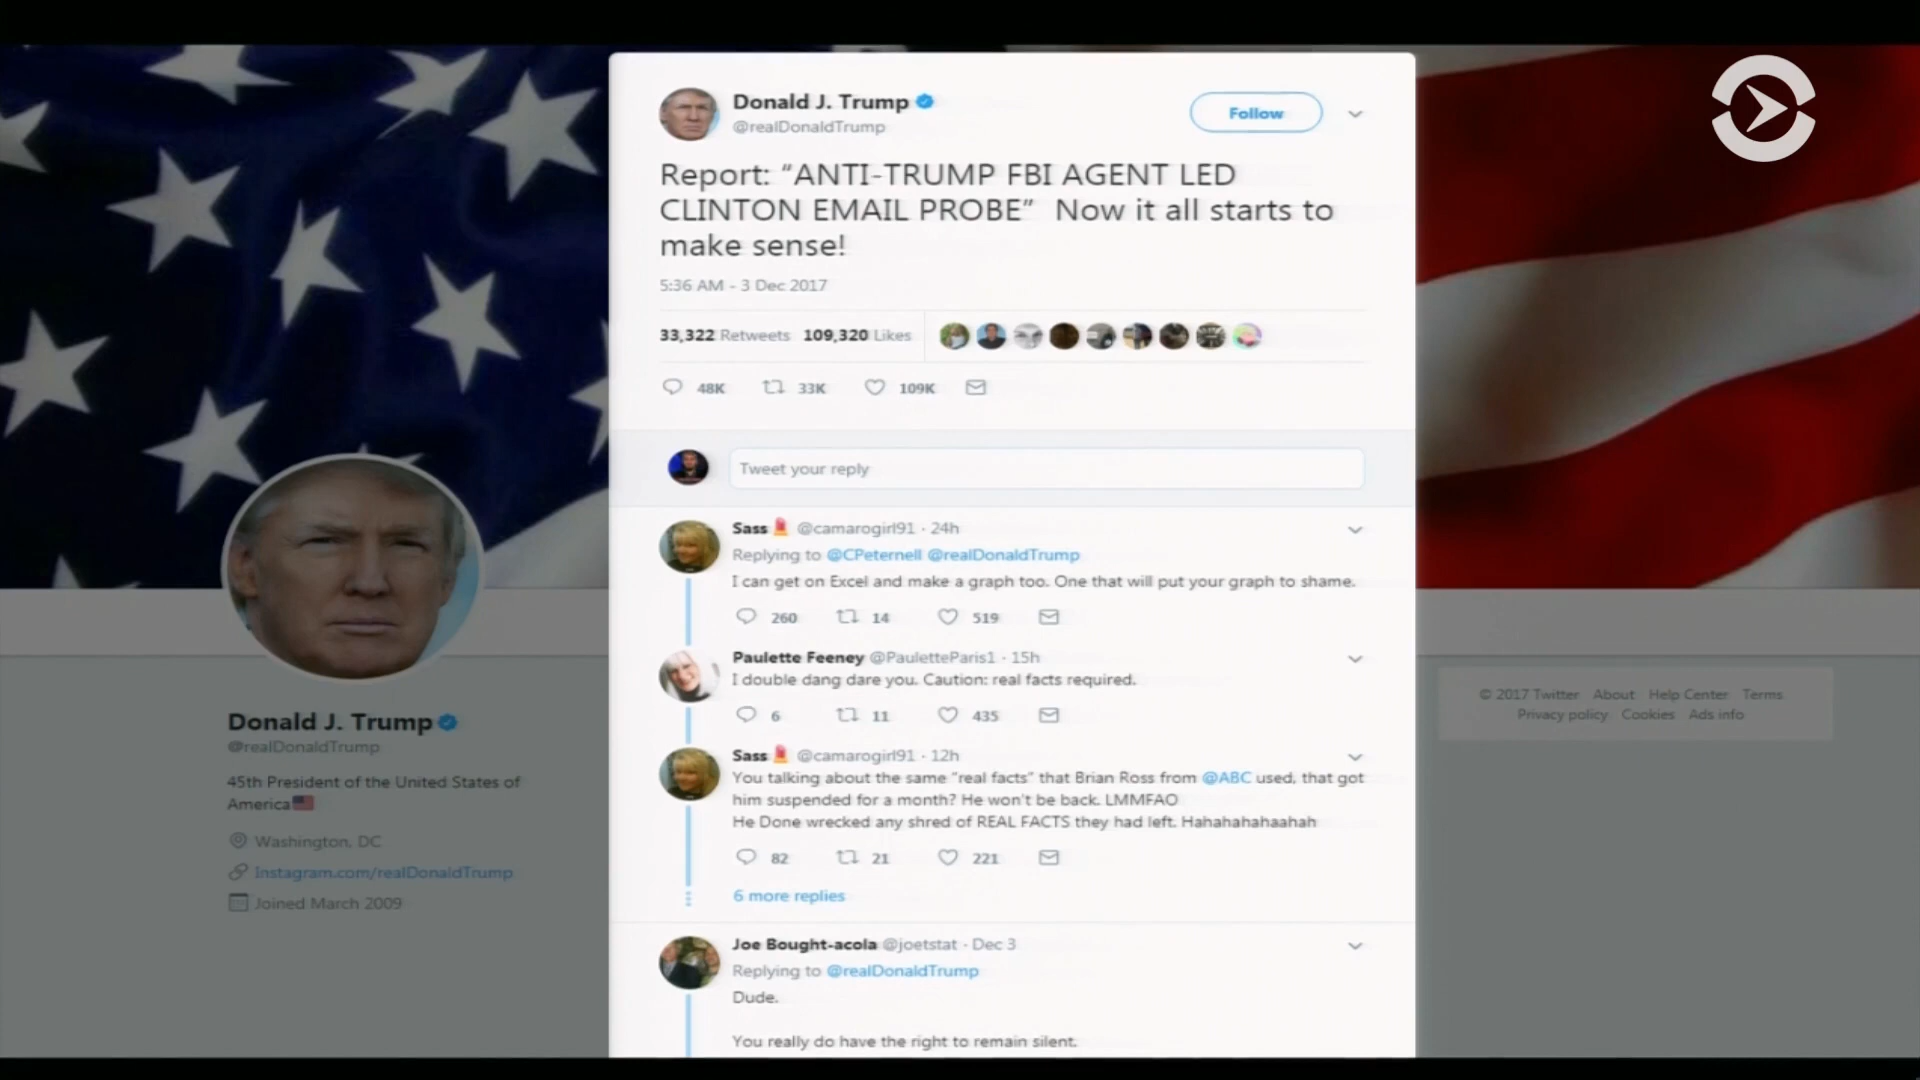 Donald J. Trump
@realDonaldTrump
Follow
Report: “ANTI-TRUMP FBI AGENT LED
CLINTON EMAIL PROBE”  Now it all starts to
make sense!
5:36 AM - 3 Dec 2017
33,322 Retweets 109,320 Likes
48K 33K 109K
Tweet your reply
Sass @camarogirl91 · 24h
Replying to @CPeternell @realDonaldTrump
I can get on Excel and make a graph too. One that will put your graph to shame.
260 14 519
Paulette Feeney @PauletteParis1 · 15h
I double dang dare you. Caution: real facts required.
6 11 435
Sass @camarogirl91 · 12h
You talking about the same "real facts" that Brian Ross from @ABC used, that got
him suspended for a month? He won't be back. LMMFAO
He Done wrecked any shred of REAL FACTS they had left. Hahahahahaahah
82 21 221
6 more replies
Joe Bought-acola @joetstat · Dec 3
Replying to @realDonaldTrump
Dude.
You really do have the right to remain silent.
Donald J. Trump
@realDonaldTrump
45th President of the United States of
America
Washington, DC
Instagram.com/realDonaldTrump
Joined March 2009
© 2017 Twitter About Help Center Terms
Privacy policy Cookies Ads info